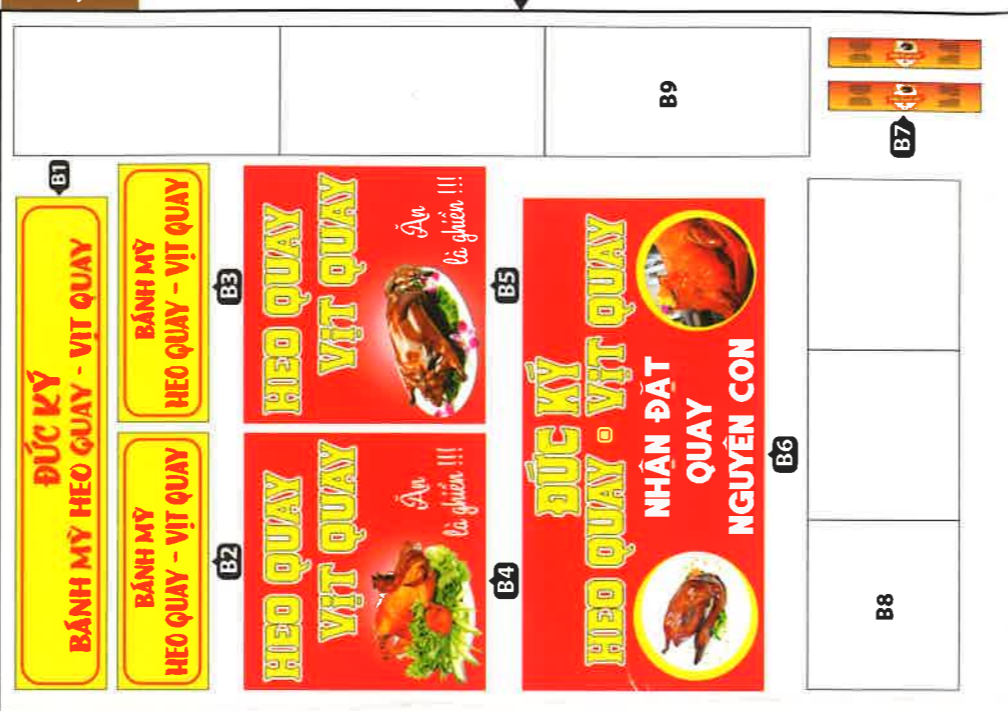 ĐỨC KÝ
BÁNH MỲ HEO QUAY - VỊT QUAY
B1
BÁNH MỲ
HEO QUAY - VỊT QUAY
B2
BÁNH MỲ
HEO QUAY - VỊT QUAY
B3
HEO QUAY
VỊT QUAY
Ăn
là ghiền !!!
B4
HEO QUAY
VỊT QUAY
Ăn
là ghiền !!!
B5
ĐỨC KÝ
HEO QUAY - VỊT QUAY
NHẬN ĐẶT
QUAY
NGUYÊN CON
B6
B7
B8
B9